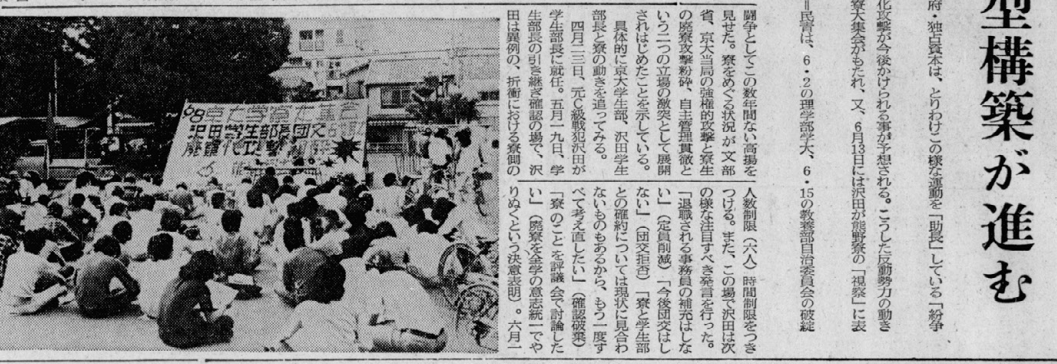 型構築が進む
府・独占資本は、とりわけこの様な運動を「助長」している「紛争
化攻撃が今後かけられる事が予想される。こうした反動勢力の動き
寮大集会がもたれ、又、6月13日には沢田が熊野寮の「視察」に表
＝民青は、6・2の理学部学大、6・15の教養部自治委員会の破綻
闘争としてこの数年間ない高揚を
見せた。寮をめぐる状況が文部
省、京大当局の強権的攻撃と寮生
の廃寮攻撃粉砕、自主管理貫徹と
いう二つの立場の激突として展開
されはじめたことを示している。
具体的に京大学生部、沢田学生
部長と寮の動きを追ってみる。
四月二三日、元C級戦犯沢田が
学生部長に就任。五月一九日、学
生部長の引き継ぎ確認の場で、沢
田は異例の、折衝における寮側の
人数制限（六人）時間制限をつき
つける。また、この場で沢田は次
の様な注目すべき発言を行った。
「退職される事務員の補充はしな
い」（定員削減）「今後団交はし
ない」（団交拒否）「寮と学生部
との確約については現状に見合わ
ないものもあるから、もう一度す
べて考え直したい」（確認破棄）
「寮のことを評議会で討論した
い」（廃寮を全学の意志統一でや
りぬくという決意表明）。六月一
沢田学生部長団交